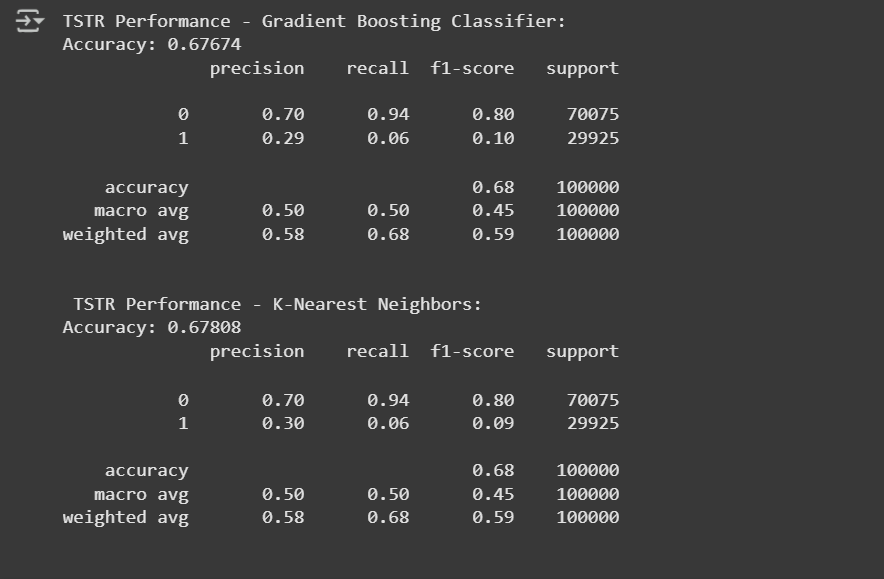 TSTR Performance - Gradient Boosting Classifier:
Accuracy: 0.67674
precision recall f1-score support
0 0.70 0.94 0.80 70075
1 0.29 0.06 0.10 29925
accuracy 0.68 100000
macro avg 0.50 0.50 0.45 100000
weighted avg 0.58 0.68 0.59 100000
TSTR Performance - K-Nearest Neighbors:
Accuracy: 0.67808
precision recall f1-score support
0 0.70 0.94 0.80 70075
1 0.30 0.06 0.09 29925
accuracy 0.68 100000
macro avg 0.50 0.50 0.45 100000
weighted avg 0.58 0.68 0.59 100000